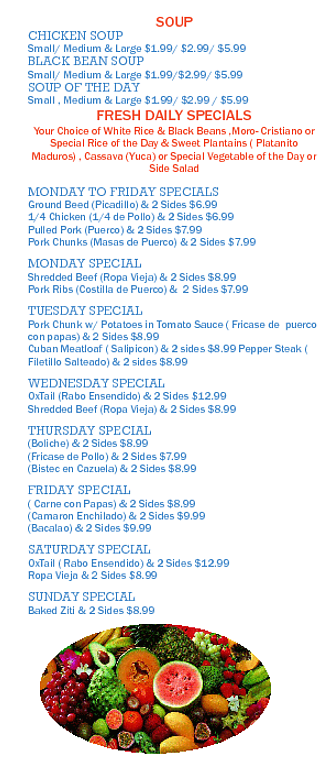 SOUP
CHICKEN SOUP
Small/ Medium & Large $1.99/ $2.99/ $5.99
BLACK BEAN SOUP
Small/ Medium & Large $1.99/$2.99/ $5.99
SOUP OF THE DAY
Small , Medium & Large $1.99/ $2.99 / $5.99
FRESH DAILY SPECIALS
Your Choice of White Rice & Black Beans ,Moro- Cristiano or
Special Rice of the Day & Sweet Plantains ( Platanito
Maduros) , Cassava (Yuca) or Special Vegetable of the Day or
Side Salad
MONDAY TO FRIDAY SPECIALS
Ground Beed (Picadillo) & 2 Sides $6.99
1/4 Chicken (1/4 de Pollo) & 2 Sides $6.99
Pulled Pork (Puerco) & 2 Sides $7.99
Pork Chunks (Masas de Puerco) & 2 Sides $7.99
MONDAY SPECIAL
Shredded Beef (Ropa Vieja) & 2 Sides $8.99
Pork Ribs (Costilla de Puerco) & 2 Sides $7.99
TUESDAY SPECIAL
Pork Chunk w/ Potatoes in Tomato Sauce ( Fricase de puerco
con papas) & 2 Sides $8.99
Cuban Meatloaf ( Salipicon) & 2 sides $8.99 Pepper Steak (
Filetillo Salteado) & 2 sides $8.99
WEDNESDAY SPECIAL
OxTail (Rabo Ensendido) & 2 Sides $12.99
Shredded Beef (Ropa Vieja) & 2 Sides $8.99
THURSDAY SPECIAL
(Boliche) & 2 Sides $8.99
(Fricase de Pollo) & 2 Sides $7.99
(Bistec en Cazuela) & 2 Sides $8.99
FRIDAY SPECIAL
( Carne con Papas) & 2 Sides $8.99
(Camaron Enchilado) & 2 Sides $9.99
(Bacalao) & 2 Sides $9.99
SATURDAY SPECIAL
OxTail ( Rabo Ensendido) & 2 Sides $12.99
Ropa Vieja & 2 Sides $8.99
SUNDAY SPECIAL
Baked Ziti & 2 Sides $8.99